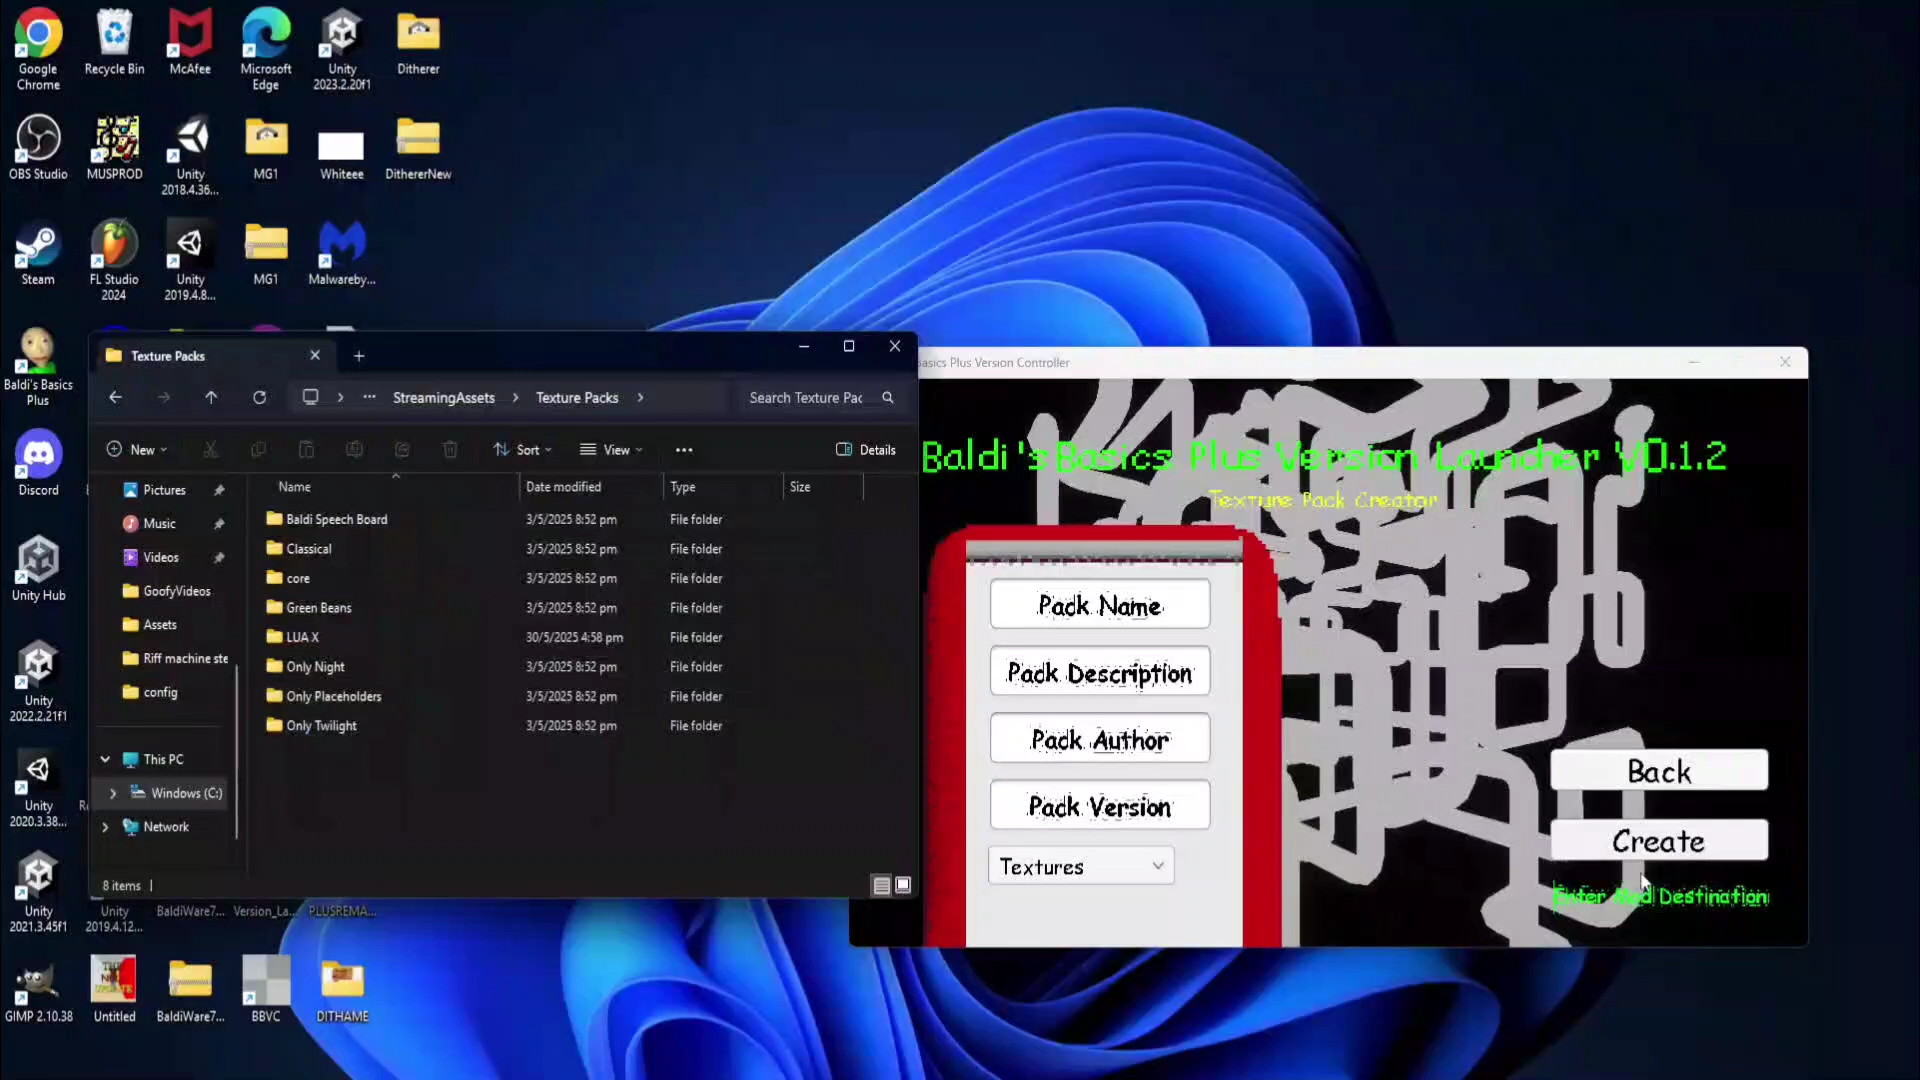 Google Chrome
Recycle Bin
McAfee
Microsoft Edge
Unity 2023.2.20f1
Ditherer
OBS Studio
MUSPROD
Unity 2018.4.36...
MG1
Whiteee
DithererNew
Steam
FL Studio 2024
Unity 2019.4.8...
MG1
Malwareby...
Baldi's Basics Plus
Discord
Unity Hub
Unity 2022.2.21f1
Unity 2020.3.38...
Unity 2021.3.45f1
Unity 2019.4.12...
BaldiWare7...
Version_La...
PLUSREMA...
GIMP 2.10.38
Untitled
BaldiWare7...
BBVC
DITHAME
Texture Packs
StreamingAssets
Texture Packs
Search Texture Pac
New
Sort
View
Details
Pictures
Music
Videos
GoofyVideos
Assets
Riff machine ste
config
This PC
Windows (C:)
Network
Name Date modified Type Size
Baldi Speech Board 3/5/2025 8:52 pm File folder
Classical 3/5/2025 8:52 pm File folder
core 3/5/2025 8:52 pm File folder
Green Beans 3/5/2025 8:52 pm File folder
LUA X 30/5/2025 4:58 pm File folder
Only Night 3/5/2025 8:52 pm File folder
Only Placeholders 3/5/2025 8:52 pm File folder
Only Twilight 3/5/2025 8:52 pm File folder
8 items
asics Plus Version Controller
Baldi's Basics Plus Version Launcher V0.1.2
Texture Pack Creator
Pack Name
Pack Description
Pack Author
Pack Version
Textures
Back
Create
Enter Mod Destination